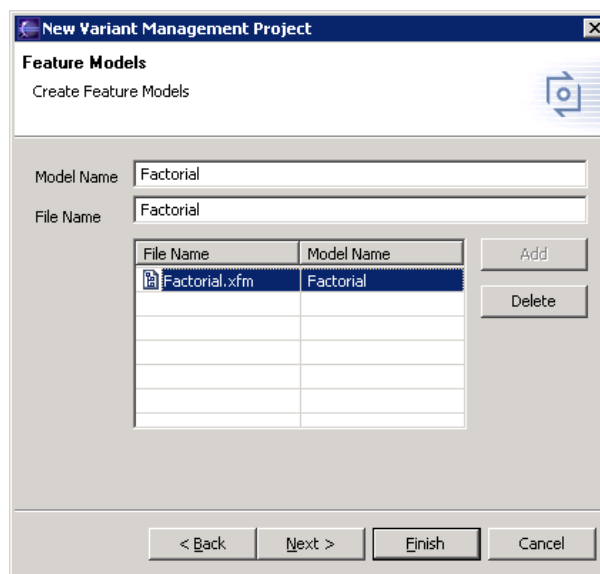 New Variant Management Project
Feature Models
Create Feature Models
Model Name Factorial
File Name Factorial
File Name Model Name Add
Factorial.xfm Factorial
Delete
< Back Next > Finish Cancel